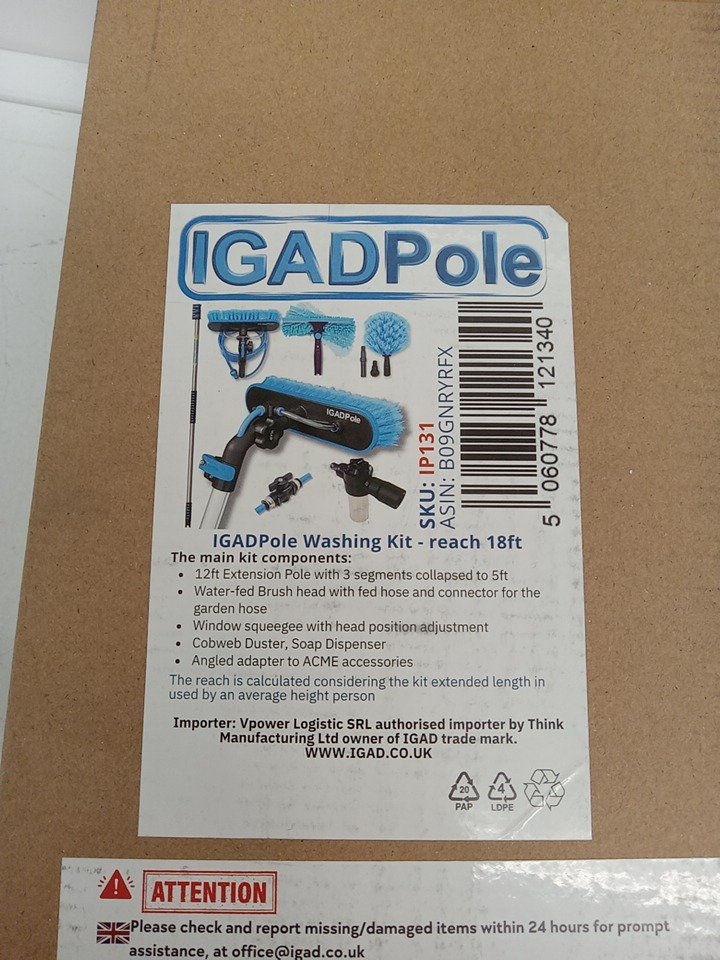 IGADPole
IGADPole
SKU: IP131
ASIN: B09GNRYRFX
5 060778 121340
IGADPole Washing Kit - reach 18ft
The main kit components:
• 12ft Extension Pole with 3 segments collapsed to 5ft
• Water-fed Brush head with fed hose and connector for the
garden hose
• Window squeegee with head position adjustment
• Cobweb Duster, Soap Dispenser
• Angled adapter to ACME accessories
The reach is calculated considering the kit extended length in
used by an average height person
Importer: Vpower Logistic SRL authorised importer by Think
Manufacturing Ltd owner of IGAD trade mark.
WWW.IGAD.CO.UK
20
PAP
4
LDPE
ATTENTION
Please check and report missing/damaged items within 24 hours for prompt
assistance, at office@igad.co.uk